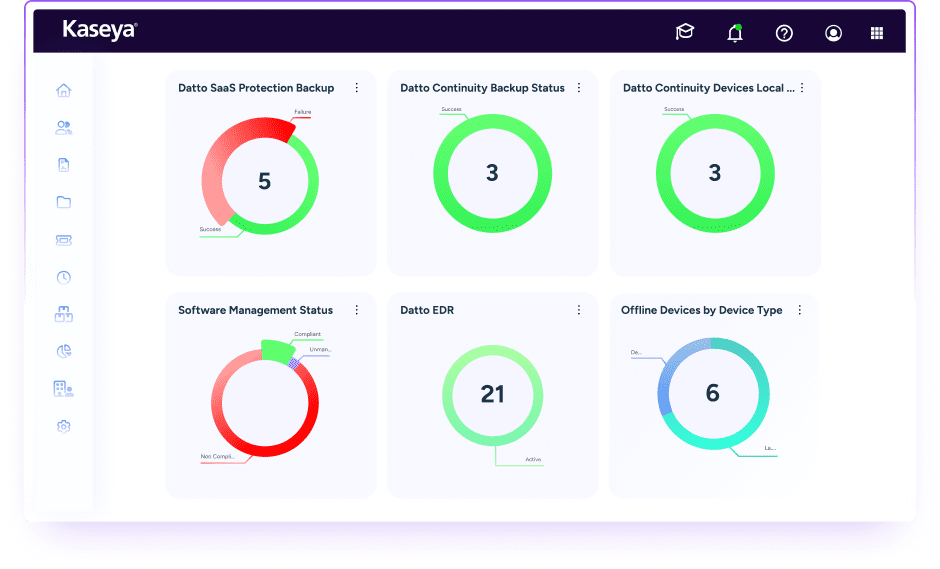 Kaseya
Datto SaaS Protection Backup
Failure
5
Success
Datto Continuity Backup Status
Success
3
Datto Continuity Devices Local ...
Success
3
Software Management Status
Compliant
Unman...
Non Compli...
Datto EDR
21
Active
Offline Devices by Device Type
De...
6
La...